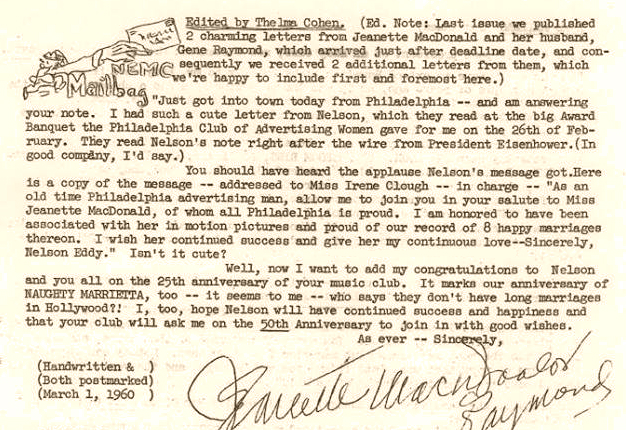 Edited by Thelma Cohen. (Ed. Note: Last issue we published
2 charming letters from Jeanette MacDonald and her husband,
Gene Raymond, which arrived just after deadline date, and con-
sequently we received 2 additional letters from them, which
we're happy to include first and foremost here.)
NEMC
Mailbag
"Just got into town today from Philadelphia -- and am answering
your note. I had such a cute letter from Nelson, which they read at the big Award
Banquet the Philadelphia Club of Advertising Women gave for me on the 26th of Feb-
ruary. They read Nelson's note right after the wire from President Eisenhower.(In
good company, I'd say.)
You should have heard the applause Nelson's message got.Here
is a copy of the message -- addressed to Miss Irene Clough -- in charge -- "As an
old time Philadelphia advertising man, allow me to join you in your salute to Miss
Jeanette MacDonald, of whom all Philadelphia is proud. I am honored to have been
associated with her in motion pictures and proud of our record of 8 happy marriages
thereon. I wish her continued success and give her my continuous love--Sincerely,
Nelson Eddy." Isn't it cute?
Well, now I want to add my congratulations to Nelson
and you all on the 25th anniversary of your music club. It marks our anniversary of
NAUGHTY MARRIETTA, too -- it seems to me -- who says they don't have long marriages
in Hollywood?! I, too, hope Nelson will have continued success and happiness and
that your club will ask me on the 50th Anniversary to join in with good wishes.
As ever -- Sincerely,
(Handwritten & )
(Both postmarked)
(March 1, 1960 )
Jeanette MacDonald
Raymond